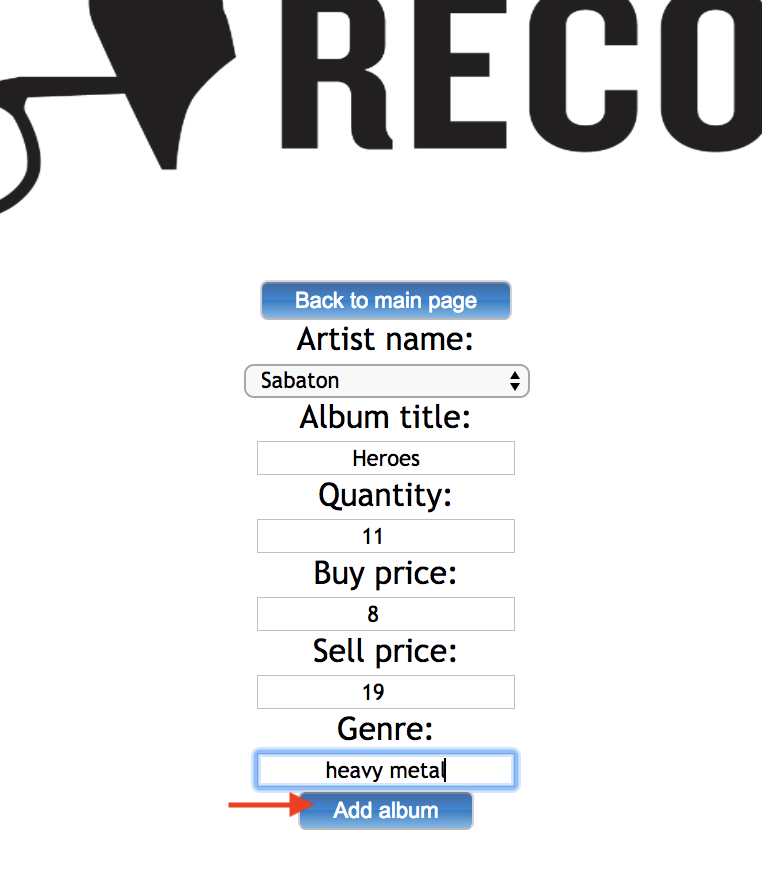 RECO
Back to main page
Artist name:
Sabaton
Album title:
Heroes
Quantity:
11
Buy price:
8
Sell price:
19
Genre:
heavy metal
Add album